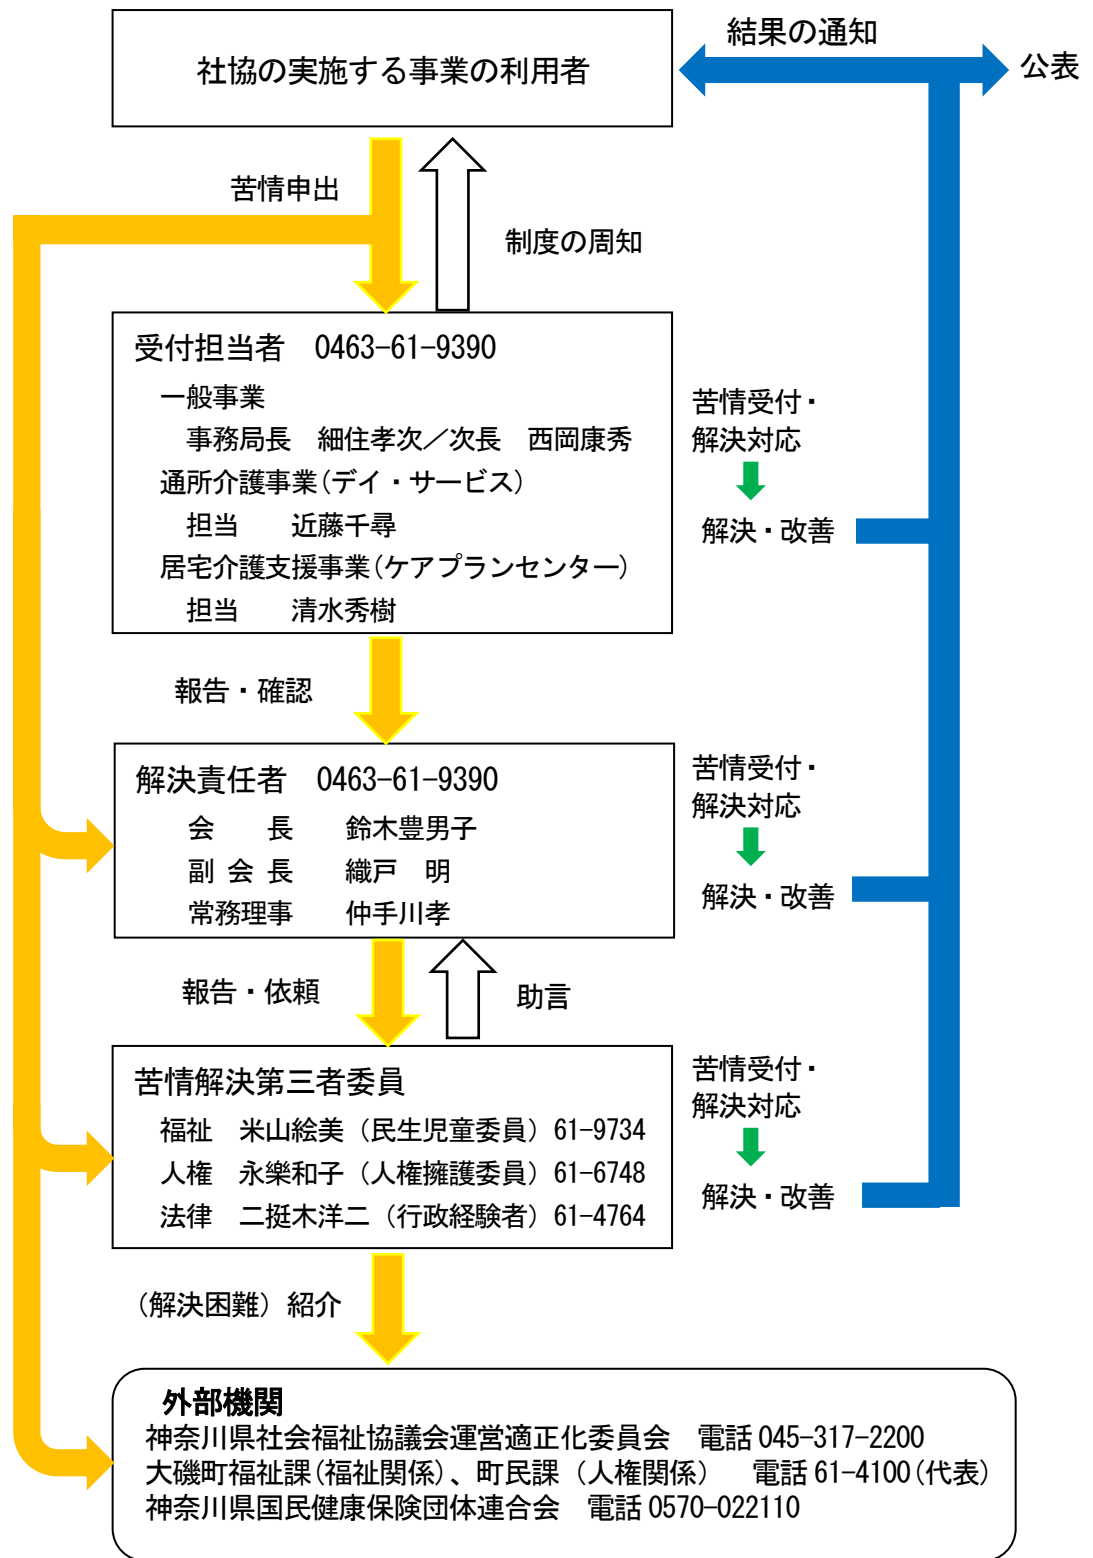 結果の通知
公表
社協の実施する事業の利用者
苦情申出
制度の周知
受付担当者　0463-61-9390
一般事業
事務局長　細住孝次／次長　西岡康秀
通所介護事業(デイ・サービス)
担当　　近藤千尋
居宅介護支援事業(ケアプランセンター)
担当　　清水秀樹
苦情受付・
解決対応
解決・改善
報告・確認
解決責任者　0463-61-9390
会　　長　　鈴木豊男子
副 会 長　　織戸　明
常務理事　　仲手川孝
苦情受付・
解決対応
解決・改善
報告・依頼
助言
苦情解決第三者委員
福祉　米山絵美（民生児童委員）61-9734
人権　永樂和子（人権擁護委員）61-6748
法律　二挺木洋二（行政経験者）61-4764
苦情受付・
解決対応
解決・改善
（解決困難）紹介
外部機関
神奈川県社会福祉協議会運営適正化委員会　電話 045-317-2200
大磯町福祉課(福祉関係)、町民課（人権関係）　電話 61-4100(代表)
神奈川県国民健康保険団体連合会　電話 0570-022110